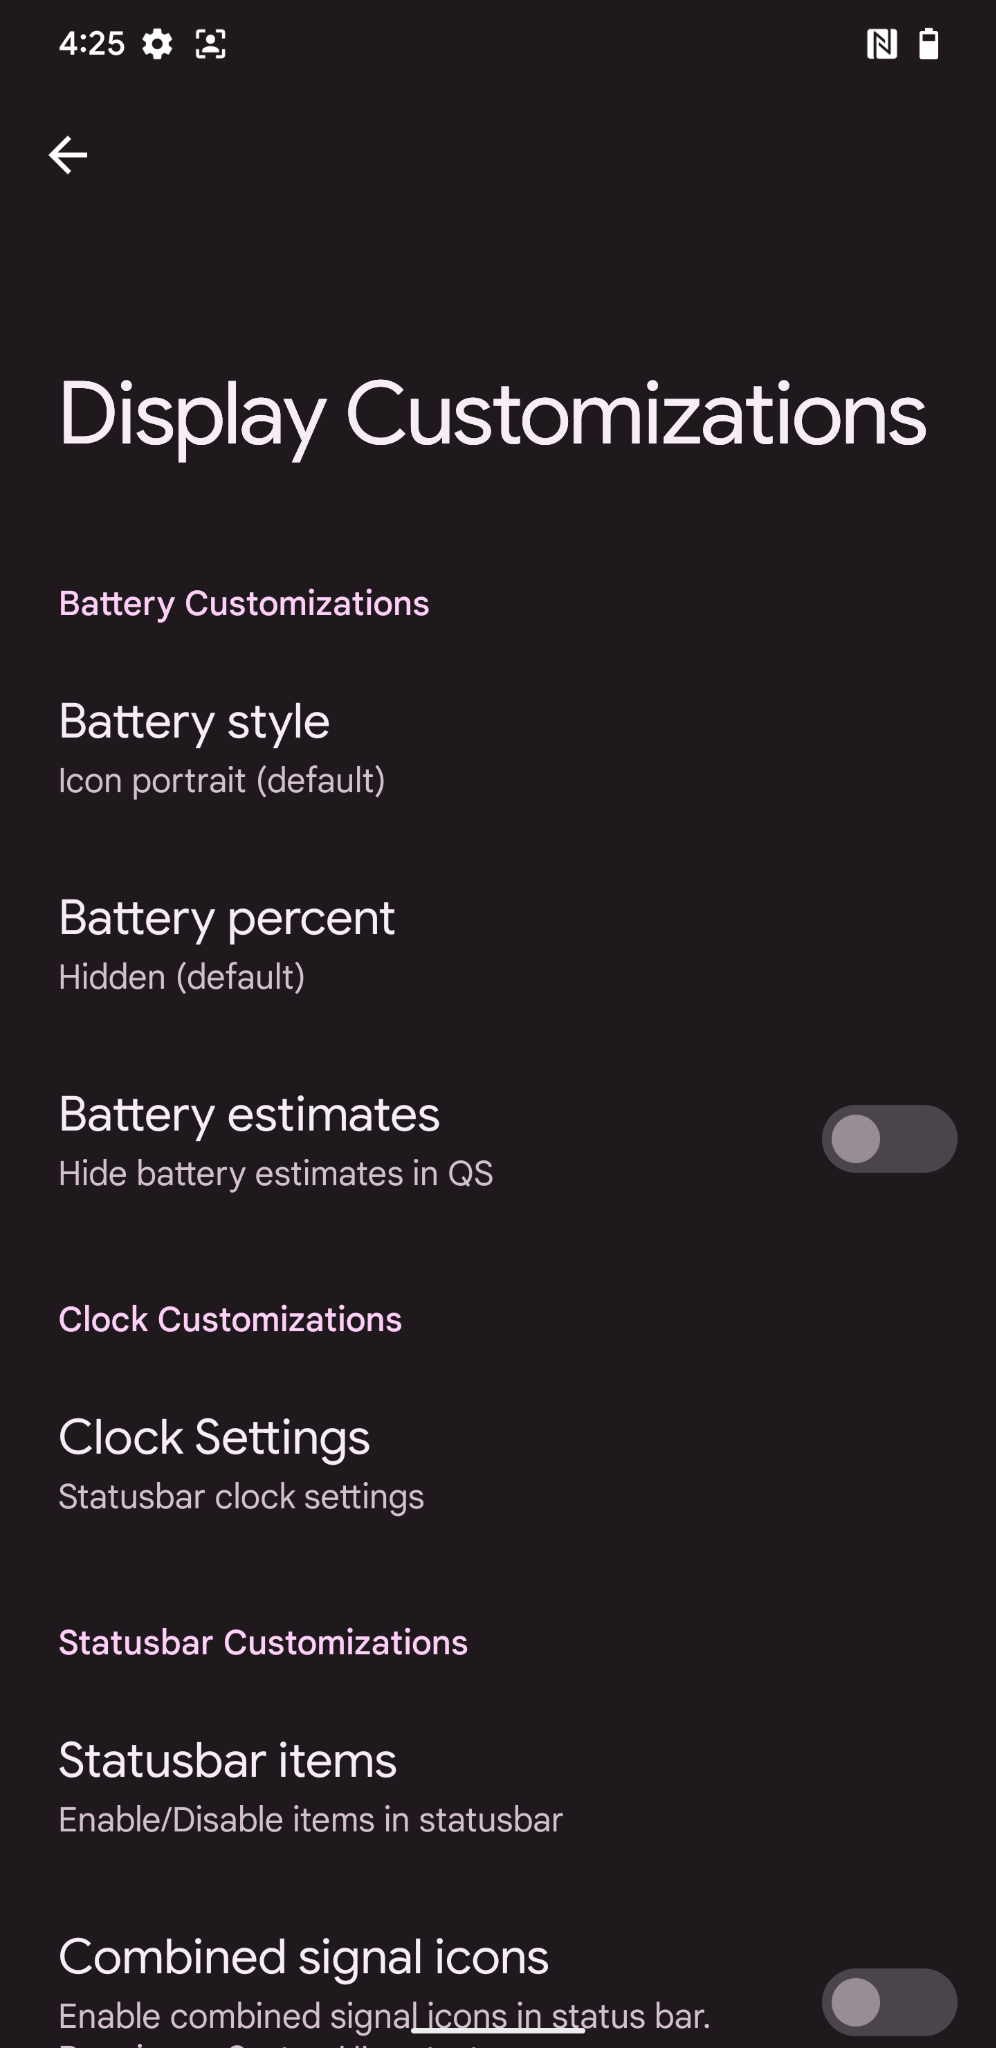 4:25
Display Customizations
Battery Customizations
Battery style
Icon portrait (default)
Battery percent
Hidden (default)
Battery estimates
Hide battery estimates in QS
Clock Customizations
Clock Settings
Statusbar clock settings
Statusbar Customizations
Statusbar items
Enable/Disable items in statusbar
Combined signal icons
Enable combined signal icons in status bar.